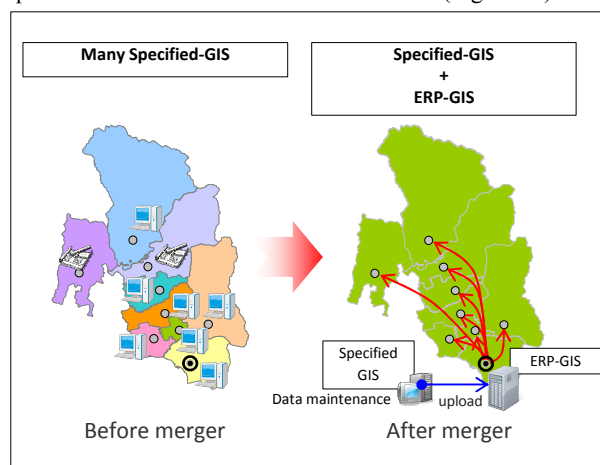 Many Specified-GIS
Specified-GIS
+
ERP-GIS
Specified
GIS
ERP-GIS
Data maintenance
upload
Before merger
After merger